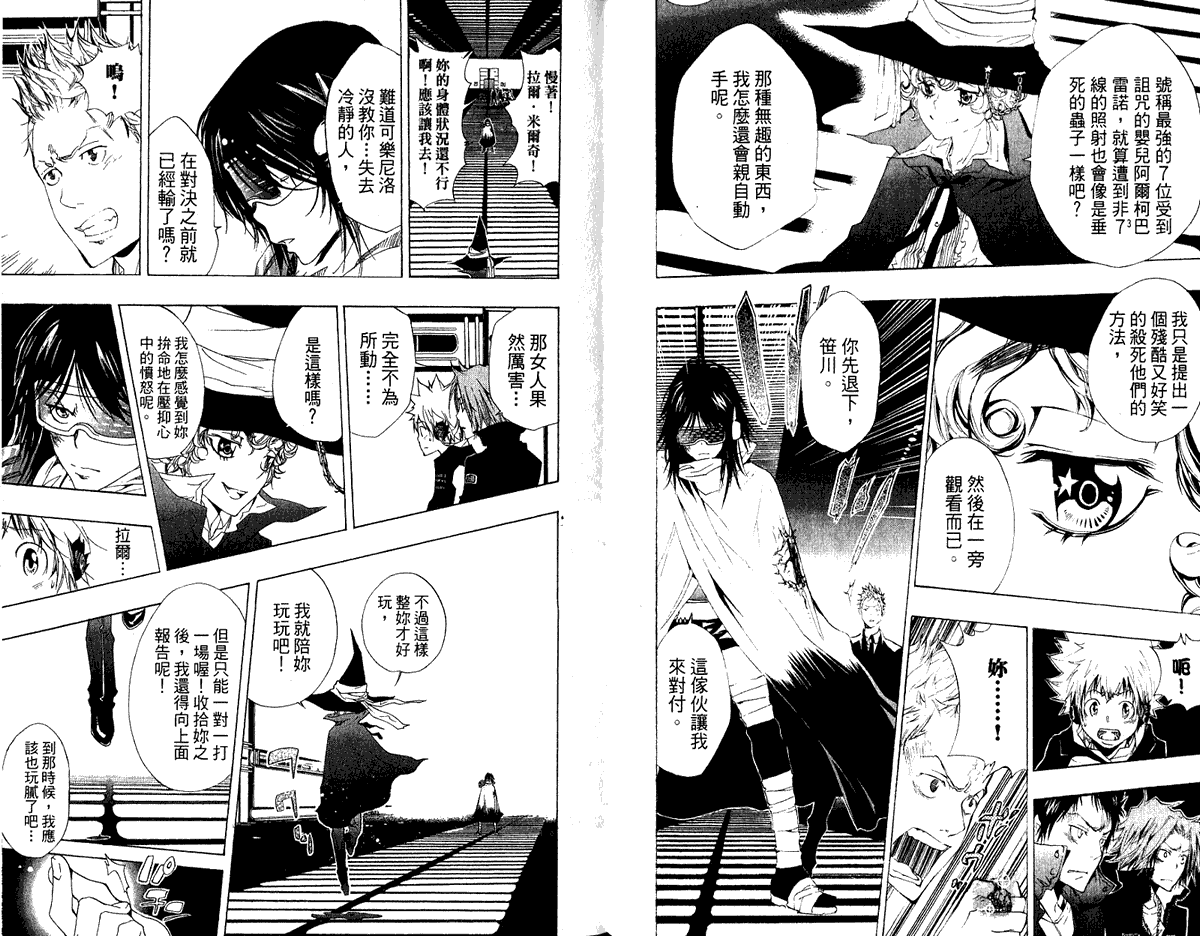 號稱最強的7位受到
詛咒的嬰兒阿爾柯巴
雷諾，就算遭到非7³
線的照射也會像是垂
死的蟲子一樣吧？
那種無趣的東西，
我怎麼還會親自動
手呢。
我只是提出一
個殘酷又好笑
的殺死他們的
方法，
然後在一旁
觀看而已。
你先退下，
笹川。
呃！
妳……！
這傢伙讓我
來對付。
慢著！
拉爾．米爾奇！
妳的身體狀況還不行
啊！應該讓我去！
難道可樂尼洛
沒教你…失去
冷靜的人，
在對決之前就
已經輸了嗎？
嗚！
那女人果
然厲害…
完全不為
所動……
是這樣嗎？
我怎麼感覺到妳
拚命地在壓抑心
中的憤怒呢。
拉爾…
不過這樣
整妳才好
玩，
我就陪妳
玩玩吧！
但是只能一對一打
一場喔！收拾妳之
後，我還得向上面
報告呢！
到那時候，我應
該也玩膩了吧…
パチン